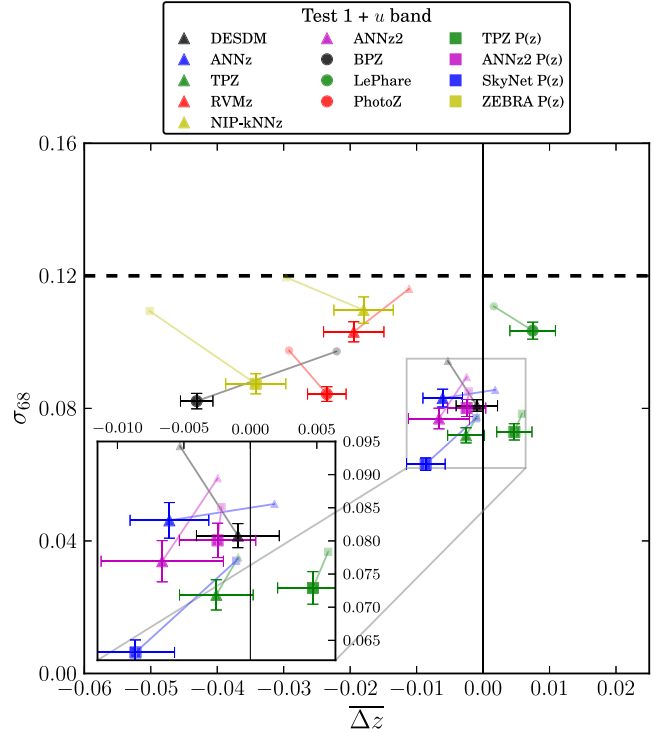 Test 1 + u band
DESDM ANNz2 TPZ P(z)
ANNz BPZ ANNz2 P(z)
TPZ LePhare SkyNet P(z)
RVMz PhotoZ ZEBRA P(z)
NIP-kNNz
0.16
0.12
σ68
0.08
−0.010 −0.005 0.000 0.005
0.095
0.090
0.085
0.080
0.075
0.070
0.065
0.04
0.00
−0.06 −0.05 −0.04 −0.03 −0.02 −0.01 0.00 0.01 0.02
Δz